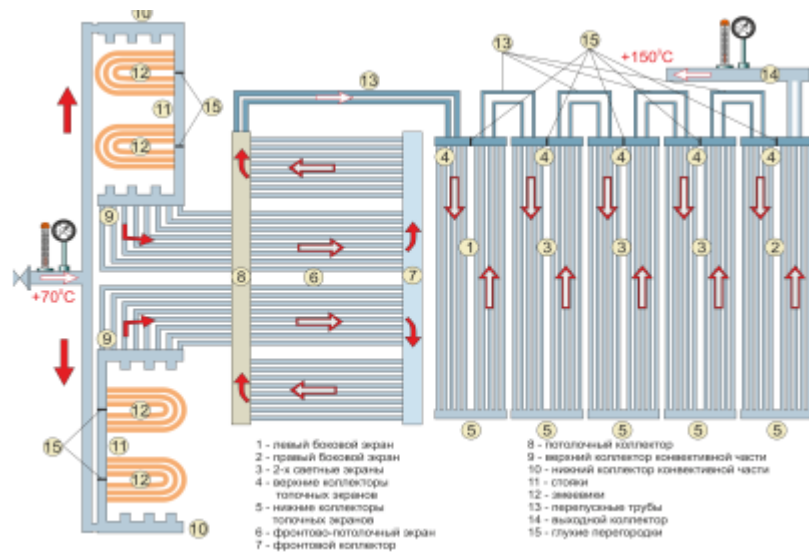 10
13
15
+150°C
12
11
15
13
14
12
4
4
4
4
4
9
1
3
3
3
2
8
6
7
+70°C
9
12
15
11
12
5
5
5
5
5
10
1 - левый боковой экран
2 - правый боковой экран
3 - 2-х светные экраны
4 - верхние коллекторы
топочных экранов
5 - нижние коллекторы
топочных экранов
6 - фронтово-потолочный экран
7 - фронтовой коллектор
8 - потолочный коллектор
9 - верхний коллектор конвективной части
10 - нижний коллектор конвективной части
11 - стояки
12 - змеевики
13 - перепускные трубы
14 - выходной коллектор
15 - глухие перегородки